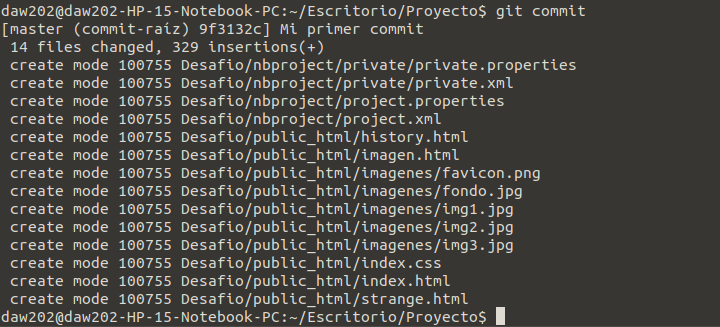 daw202@daw202-HP-15-Notebook-PC:~/Escritorio/Proyecto$ git commit
[master (commit-raiz) 9f3132c] Mi primer commit
 14 files changed, 329 insertions(+)
 create mode 100755 Desafio/nbproject/private/private.properties
 create mode 100755 Desafio/nbproject/private/private.xml
 create mode 100755 Desafio/nbproject/project.properties
 create mode 100755 Desafio/nbproject/project.xml
 create mode 100755 Desafio/public_html/history.html
 create mode 100755 Desafio/public_html/imagen.html
 create mode 100755 Desafio/public_html/imagenes/favicon.png
 create mode 100755 Desafio/public_html/imagenes/fondo.jpg
 create mode 100755 Desafio/public_html/imagenes/img1.jpg
 create mode 100755 Desafio/public_html/imagenes/img2.jpg
 create mode 100755 Desafio/public_html/imagenes/img3.jpg
 create mode 100755 Desafio/public_html/index.css
 create mode 100755 Desafio/public_html/index.html
 create mode 100755 Desafio/public_html/strange.html
daw202@daw202-HP-15-Notebook-PC:~/Escritorio/Proyecto$